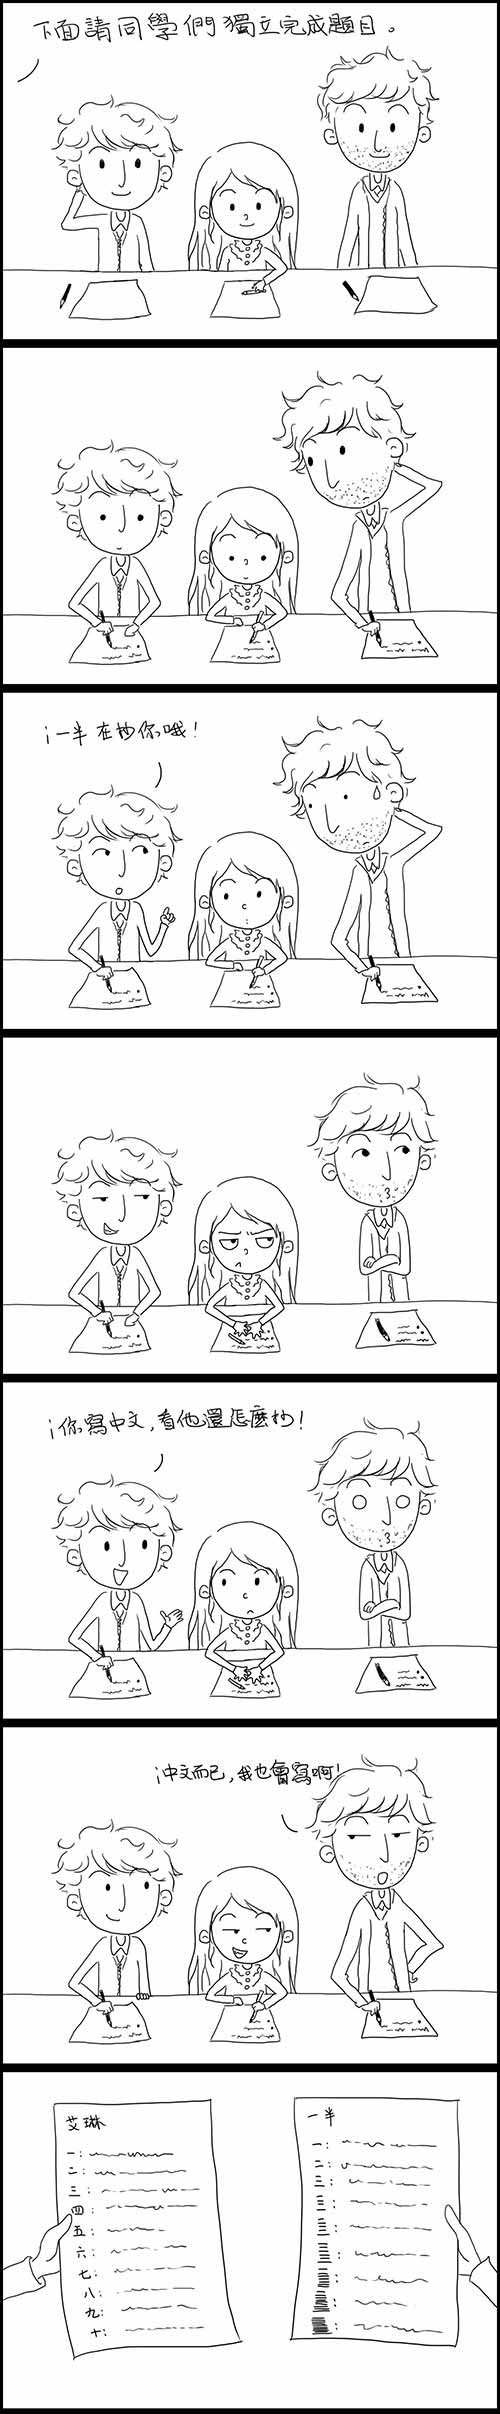 下面請同學們獨立完成題目。
¡一半在抄你哦!
¡你寫中文,看他還怎麼抄!
¡中文而已,我也會寫啊!
艾琳
一:
二:
三:
四:
五:
六:
七:
八:
九:
十:
一半
一:
二:
三: